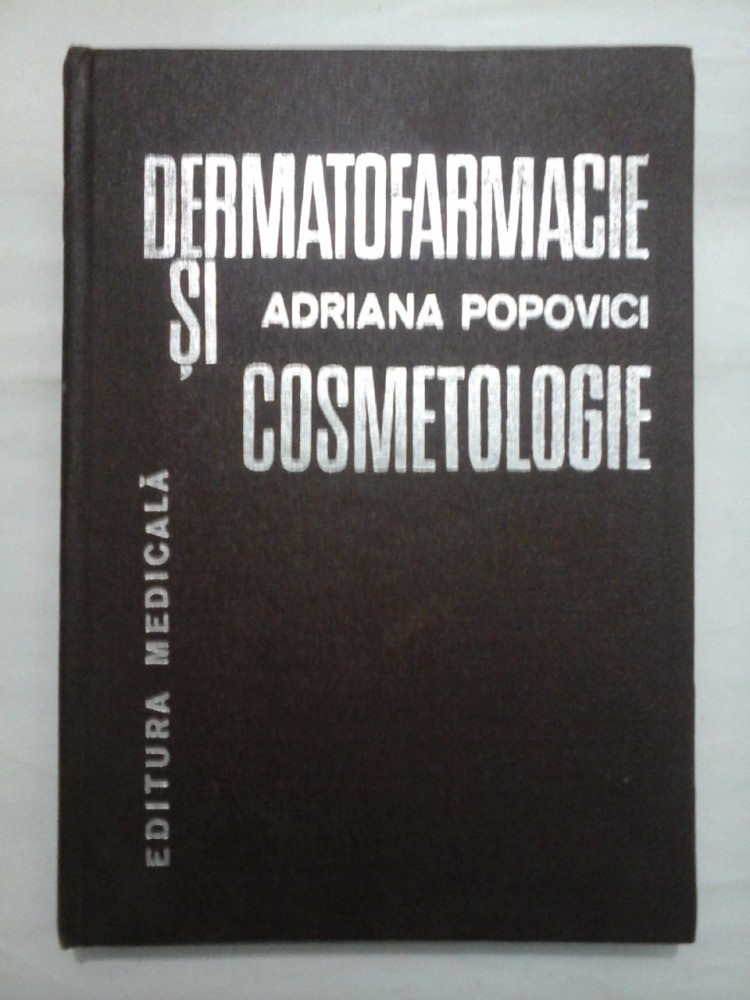 DERMATOFARMACIE
ȘI
ADRIANA POPOVICI
COSMETOLOGIE
EDITURA MEDICALĂ